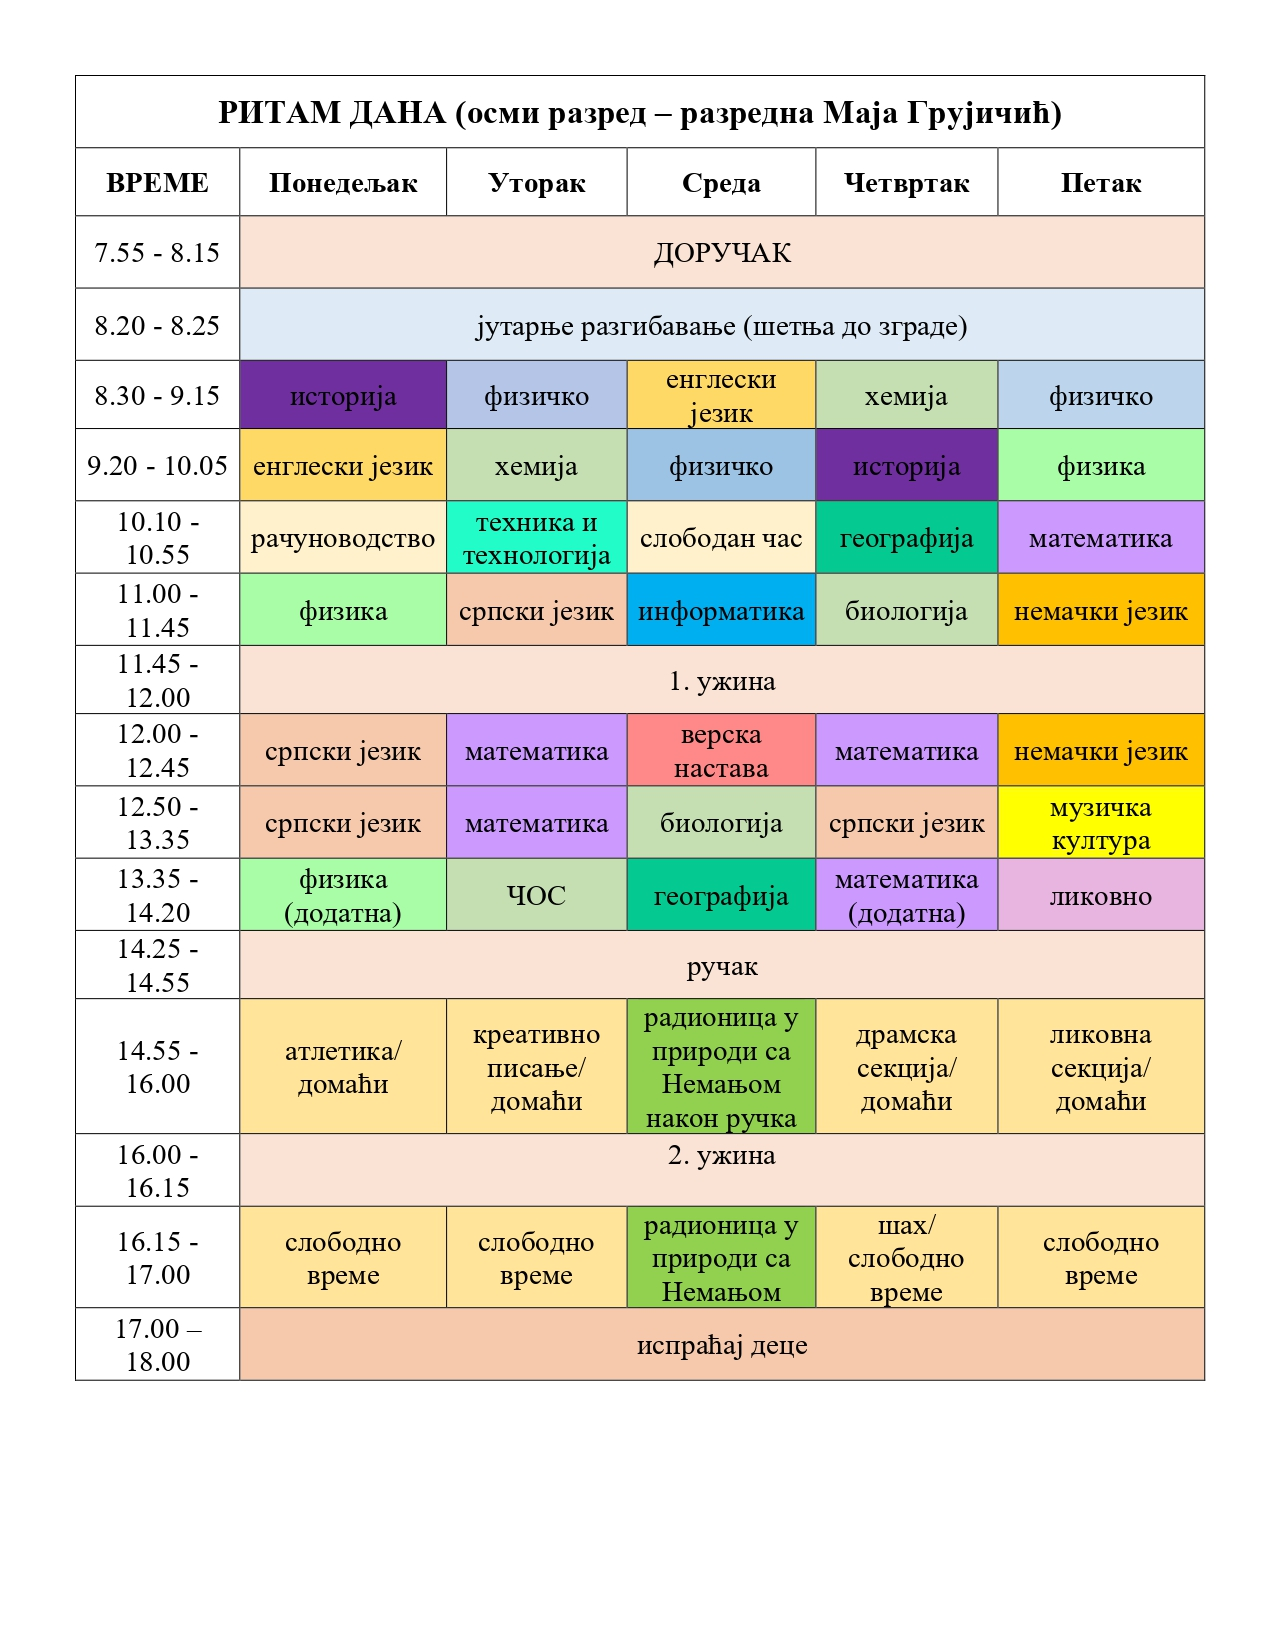 РИТАМ ДАНА (осми разред – разредна Маја Грујичић)
ВРЕМЕ Понедељак Уторак Среда Четвртак Петак
7.55 - 8.15 ДОРУЧАК
8.20 - 8.25 јутарње разгибавање (шетња до зграде)
8.30 - 9.15 историја физичко енглески језик хемија физичко
9.20 - 10.05 енглески језик хемија физичко историја физика
10.10 - 10.55 рачуноводство техника и технологија слободан час географија математика
11.00 - 11.45 физика српски језик информатика биологија немачки језик
11.45 - 12.00 1. ужина
12.00 - 12.45 српски језик математика верска настава математика немачки језик
12.50 - 13.35 српски језик математика биологија српски језик музичка култура
13.35 - 14.20 физика (додатна) ЧОС географија математика (додатна) ликовно
14.25 - 14.55 ручак
14.55 - 16.00 атлетика/ домаћи креативно писање/ домаћи радионица у природи са Немањом након ручка драмска секција/ домаћи ликовна секција/ домаћи
16.00 - 16.15 2. ужина
16.15 - 17.00 слободно време слободно време радионица у природи са Немањом шах/ слободно време слободно време
17.00 – 18.00 испраћај деце